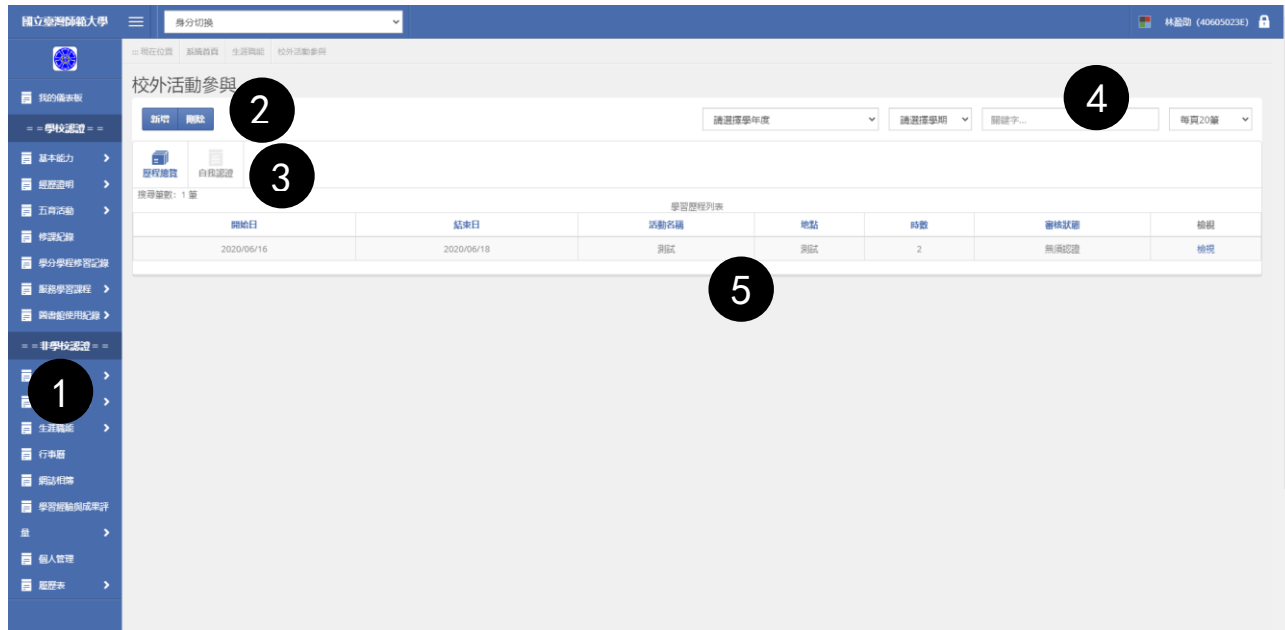 國立臺灣師範大學
身分切換
林盈勛 (40605023E)
::: 現在位置 系統首頁 生涯職能 校外活動參與
校外活動參與
我的儀表板
= = 學校認證 = =
基本能力
經歷證明
五育活動
修課紀錄
學分學程修習記錄
服務學習課程
圖書館使用紀錄
= = 非學校認證 = =
生涯職能
行事曆
網誌相簿
學習經驗與成果評
量
個人管理
履歷表
1
新增 刪除
2
請選擇學年度
請選擇學期
關鍵字...
4
每頁20筆
歷程總覽 自我認證
3
搜尋筆數: 1 筆
學習歷程列表
開始日 結束日 活動名稱 地點 時數 審核狀態 檢視
2020/06/16 2020/06/18 測試 測試 2 無須認證 檢視
5